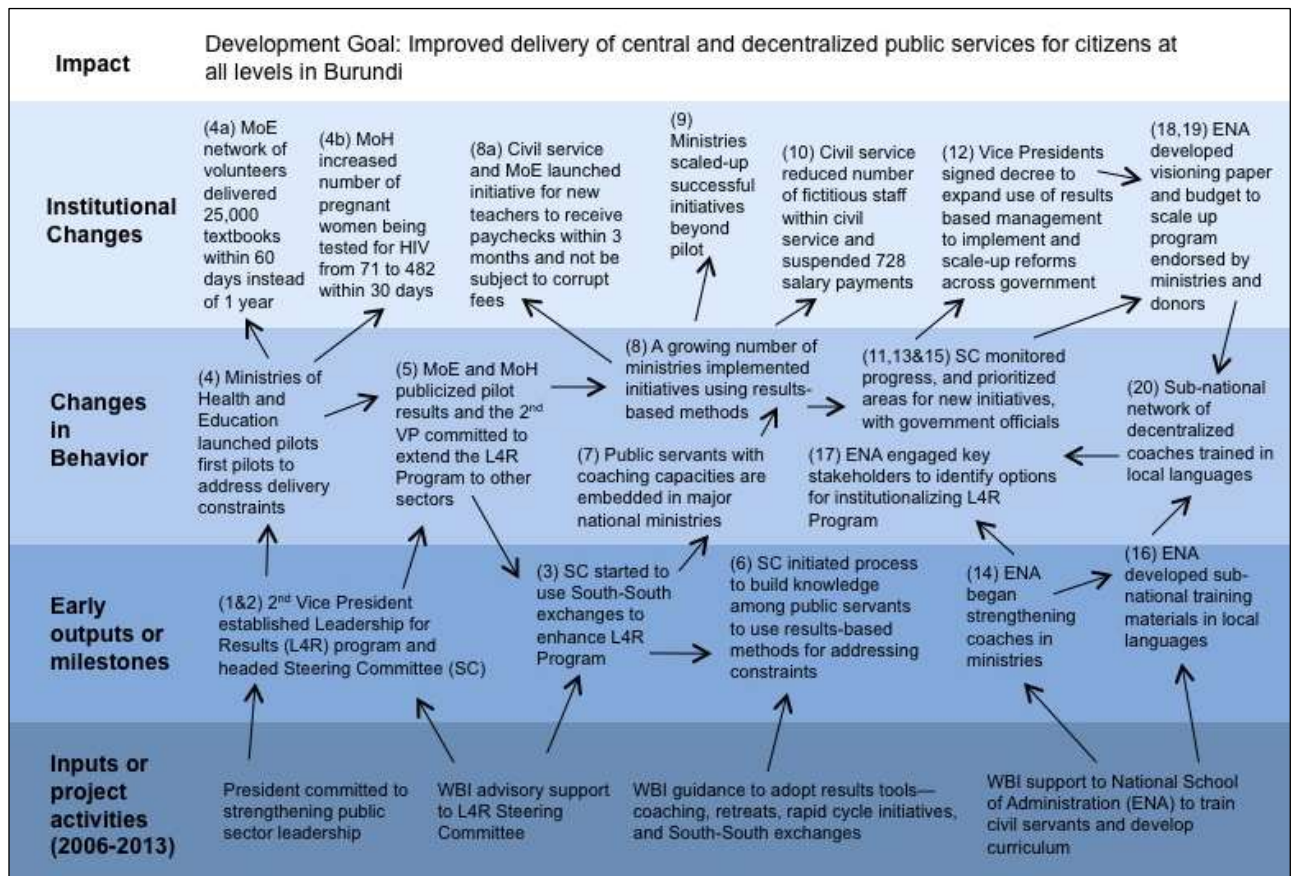 Impact
Development Goal: Improved delivery of central and decentralized public services for citizens at
all levels in Burundi
Institutional
Changes
(4a) MoE
network of
volunteers
delivered
25,000
textbooks
within 60
days instead
of 1 year
(4b) MoH
increased
number of
pregnant
women being
tested for HIV
from 71 to 482
within 30 days
(8a) Civil service
and MoE launched
initiative for new
teachers to receive
paychecks within 3
months and not be
subject to corrupt
fees
(9)
Ministries
scaled-up
successful
initiatives
beyond
pilot
(10) Civil service
reduced number
of fictitious staff
within civil
service and
suspended 728
salary payments
(12) Vice Presidents
signed decree to
expand use of results
based management
to implement and
scale-up reforms
across government
(18,19) ENA
developed
visioning paper
and budget to
scale up
program
endorsed by
ministries and
donors
Changes
in
Behavior
(4) Ministries of
Health and
Education
launched pilots
first pilots to
address delivery
constraints
(5) MoE and MoH
publicized pilot
results and the 2nd
VP committed to
extend the L4R
Program to other
sectors
(8) A growing number of
ministries implemented
initiatives using results-
based methods
(7) Public servants with
coaching capacities are
embedded in major
national ministries
(11,13&15) SC monitored
progress, and prioritized
areas for new initiatives,
with government officials
(17) ENA engaged key
stakeholders to identify options
for institutionalizing L4R
Program
(20) Sub-national
network of
decentralized
coaches trained in
local languages
Early
outputs or
milestones
(1&2) 2nd Vice President
established Leadership for
Results (L4R) program and
headed Steering Committee (SC)
(3) SC started to
use South-South
exchanges to
enhance L4R
Program
(6) SC initiated process
to build knowledge
among public servants
to use results-based
methods for addressing
constraints
(14) ENA
began
strengthening
coaches in
ministries
(16) ENA
developed sub-
national training
materials in local
languages
Inputs or
project
activities
(2006-2013)
President committed to
strengthening public
sector leadership
WBI advisory support
to L4R Steering
Committee
WBI guidance to adopt results tools—
coaching, retreats, rapid cycle initiatives,
and South-South exchanges
WBI support to National School
of Administration (ENA) to train
civil servants and develop
curriculum